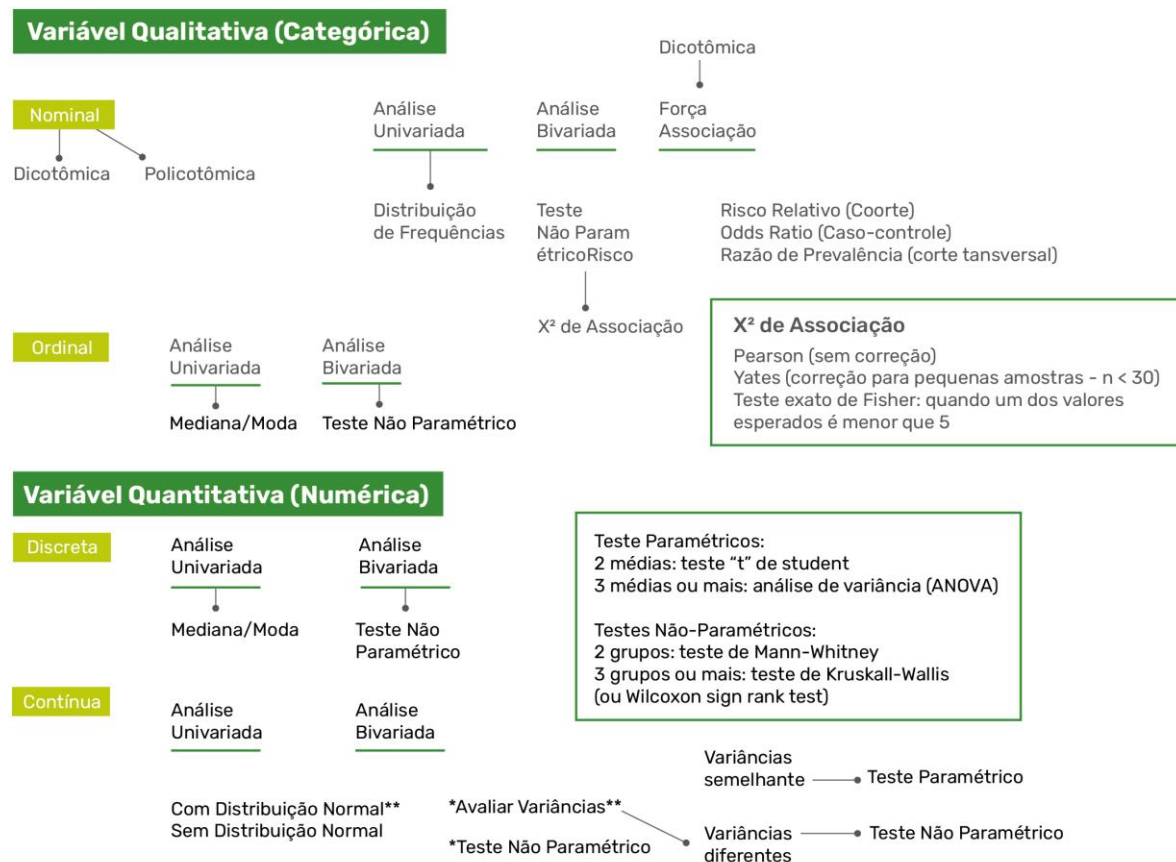 Variável Qualitativa (Categórica)
Dicotômica
Nominal
Dicotômica
Policotômica
Análise
Univariada
Análise
Bivariada
Força
Associação
Distribuição
de Frequências
Teste
Não Param
étricoRisco
Risco Relativo (Coorte)
Odds Ratio (Caso-controle)
Razão de Prevalência (corte tansversal)
X² de Associação
Ordinal
Análise
Univariada
Análise
Bivariada
Mediana/Moda
Teste Não Paramétrico
X² de Associação
Pearson (sem correção)
Yates (correção para pequenas amostras - n < 30)
Teste exato de Fisher: quando um dos valores
esperados é menor que 5
Variável Quantitativa (Numérica)
Discreta
Análise
Univariada
Análise
Bivariada
Mediana/Moda
Teste Não
Paramétrico
Teste Paramétricos:
2 médias: teste “t” de student
3 médias ou mais: análise de variância (ANOVA)
Testes Não-Paramétricos:
2 grupos: teste de Mann-Whitney
3 grupos ou mais: teste de Kruskall-Wallis
(ou Wilcoxon sign rank test)
Contínua
Análise
Univariada
Análise
Bivariada
Com Distribuição Normal**
Sem Distribuição Normal
*Avaliar Variâncias**
*Teste Não Paramétrico
Variâncias
semelhante
Teste Paramétrico
Variâncias
diferentes
Teste Não Paramétrico